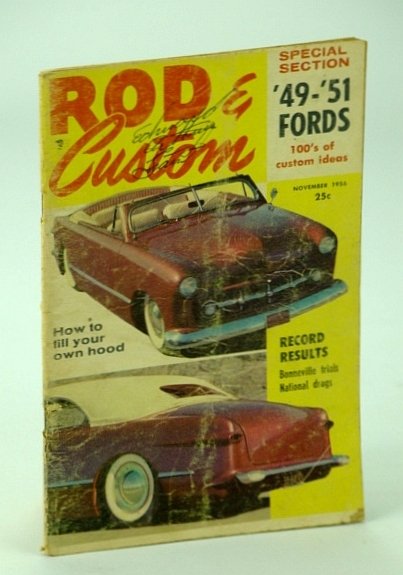 ROD &
Custom
SPECIAL
SECTION
'49-'51
FORDS
100's of
custom ideas
NOVEMBER 1956
25c
How to
fill your
own hood
RECORD
RESULTS
Bonneville trials
National drags